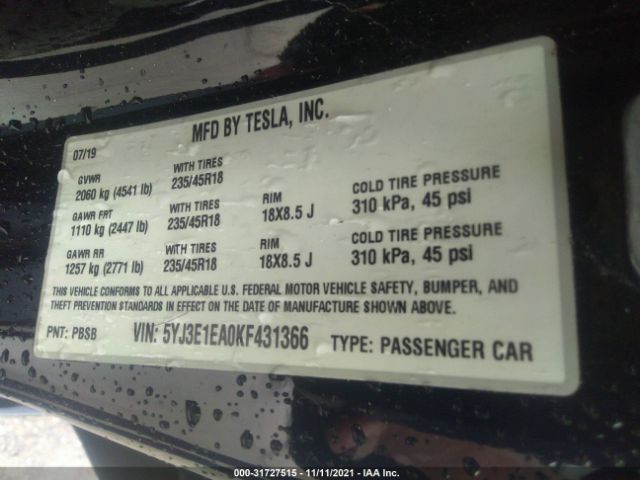 MFD BY TESLA, INC.
07/19
GVWR
2060 kg (4541 lb)
WITH TIRES
235/45R18
GAWR FRT
1110 kg (2447 lb)
WITH TIRES
235/45R18
RIM
18X8.5 J
COLD TIRE PRESSURE
310 kPa, 45 psi
GAWR RR
1257 kg (2771 lb)
WITH TIRES
235/45R18
RIM
18X8.5 J
COLD TIRE PRESSURE
310 kPa, 45 psi
THIS VEHICLE CONFORMS TO ALL APPLICABLE U.S. FEDERAL MOTOR VEHICLE SAFETY, BUMPER, AND
THEFT PREVENTION STANDARDS IN EFFECT ON THE DATE OF MANUFACTURE SHOWN ABOVE.
PNT: PBSB VIN: 5YJ3E1EA0KF431366 TYPE: PASSENGER CAR
000-31727515 - 11/11/2021 - IAA Inc.